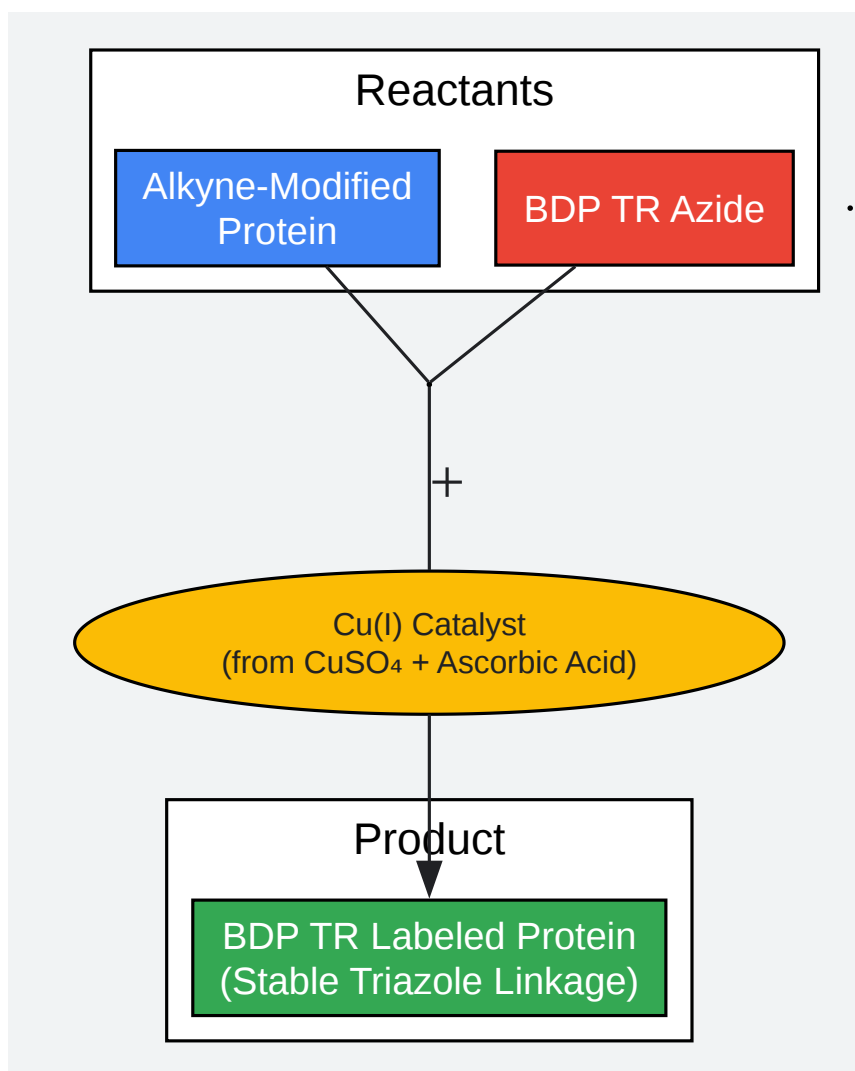 Reactants
Alkyne-Modified
Protein
BDP TR Azide
.
+
Cu(I) Catalyst
(from CuSO₄ + Ascorbic Acid)
Product
BDP TR Labeled Protein
(Stable Triazole Linkage)